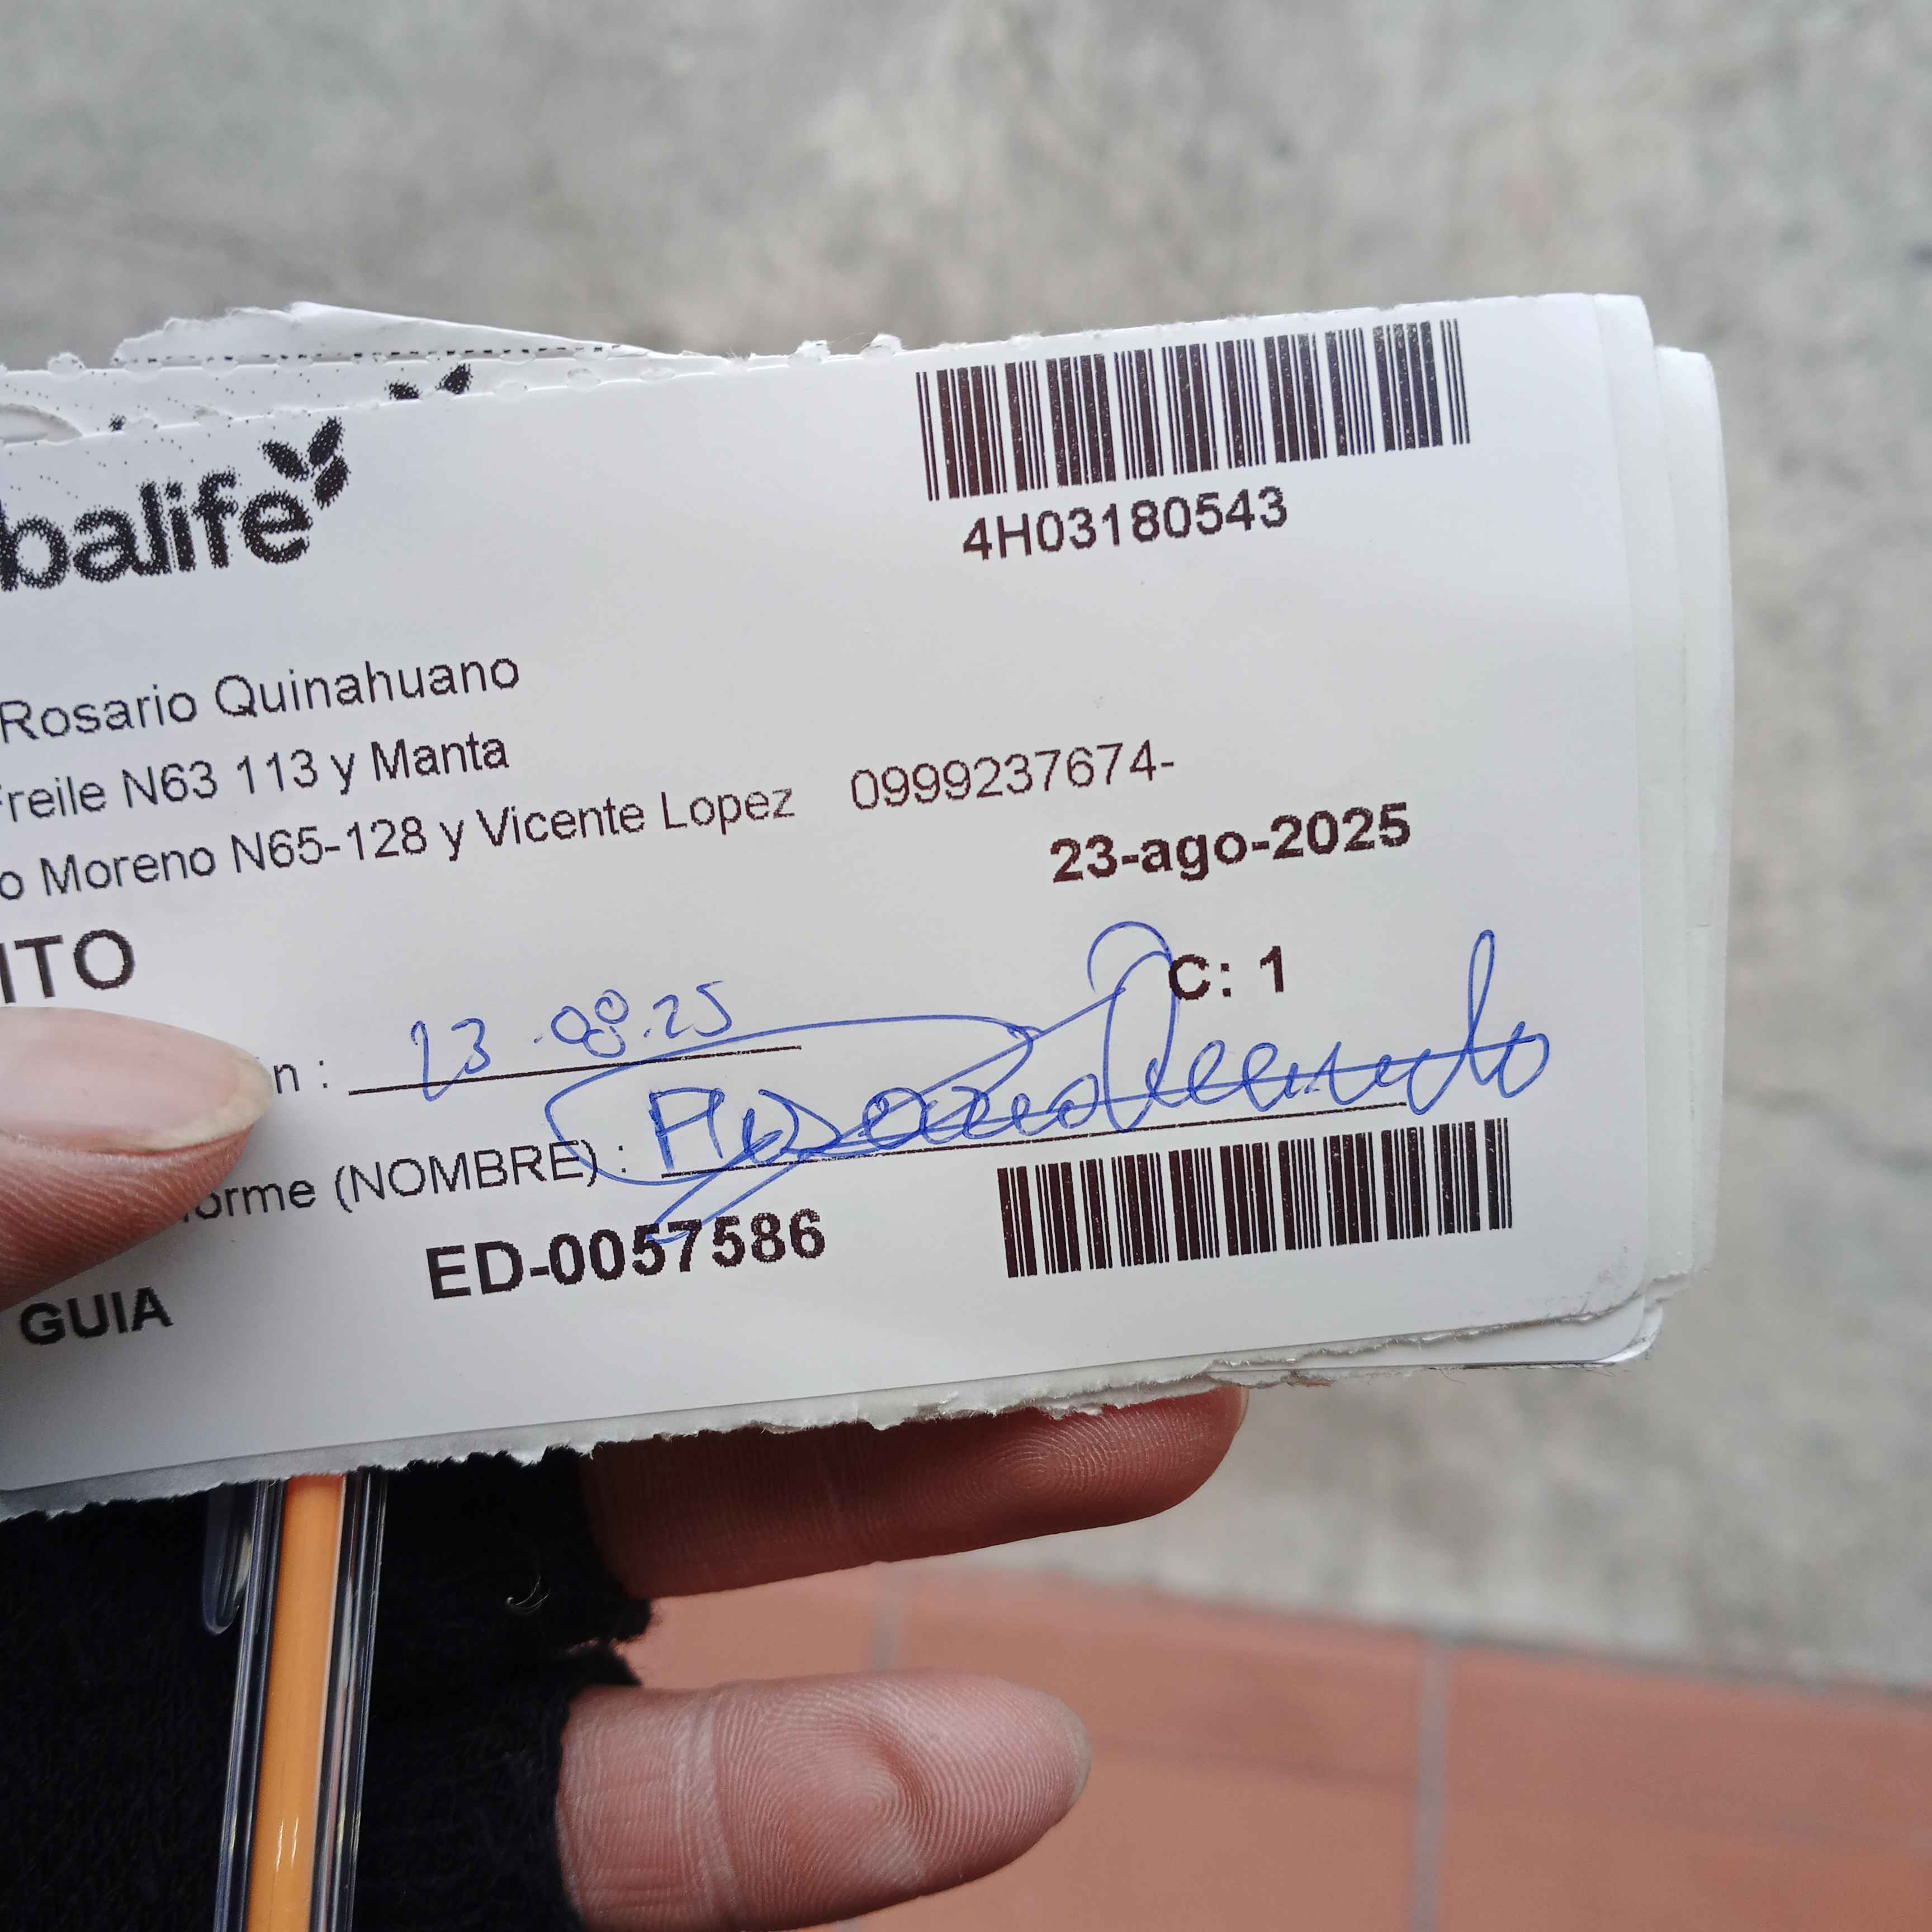 balife
4H03180543
Rosario Quinahuano
Freile N63 113 y Manta
o Moreno N65-128 y Vicente Lopez 0999237674-
23-ago-2025
ITO
C: 1
n : 23.08.25
orme (NOMBRE) :
ED-0057586
GUIA